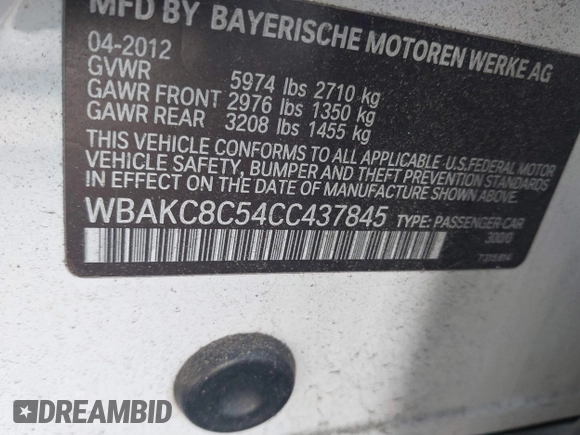 MFD BY BAYERISCHE MOTOREN WERKE AG
04-2012
GVWR 5974 lbs 2710 kg
GAWR FRONT 2976 lbs 1350 kg
GAWR REAR 3208 lbs 1455 kg
THIS VEHICLE CONFORMS TO ALL APPLICABLE U.S.FEDERAL MOTOR
VEHICLE SAFETY, BUMPER AND THEFT PREVENTION STANDARDS
IN EFFECT ON THE DATE OF MANUFACTURE SHOWN ABOVE.
WBAKC8C54CC437845 TYPE: PASSENGER-CAR
DREAMBID